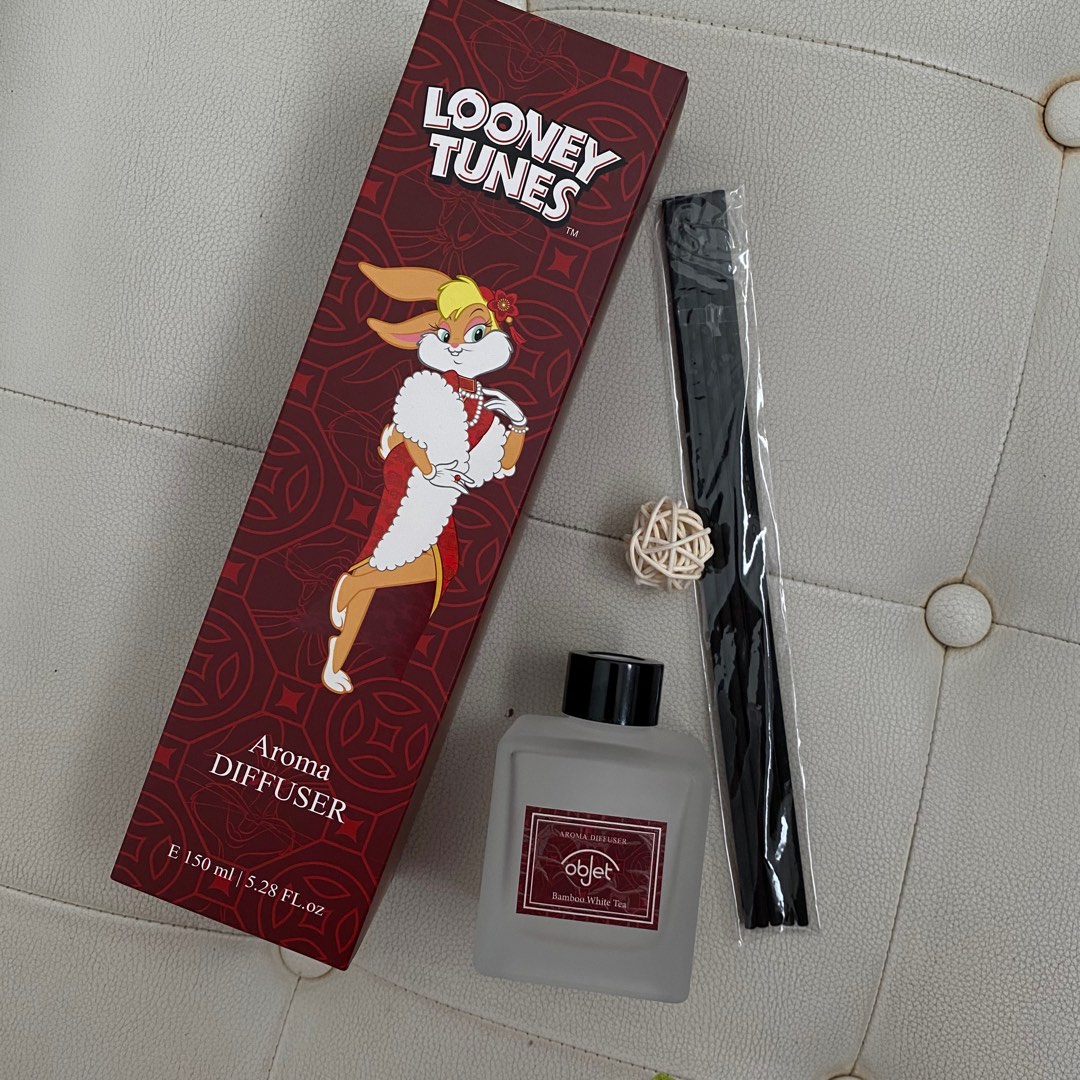 LOONEY
TUNES
TM
Aroma
DIFFUSER
E 150 ml | 5.28 FL.oz
AROMA DIFFUSER
objet
Bamboo White Tea